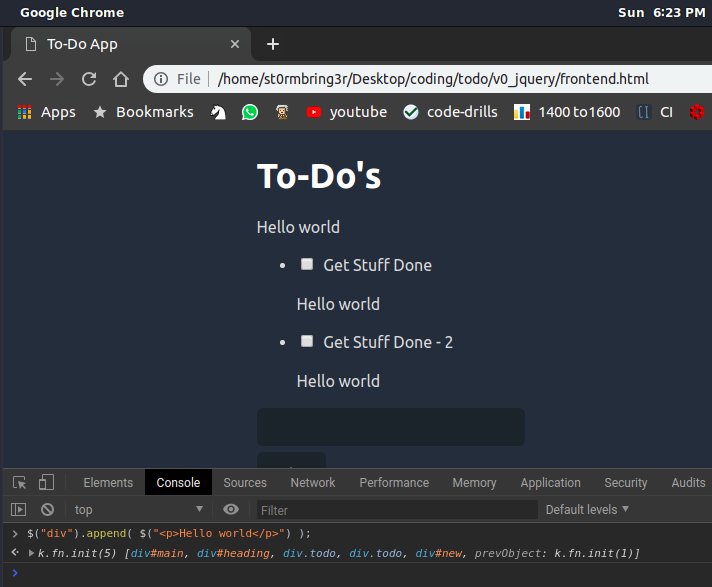 Google Chrome Sun 6:23 PM
To-Do App
File | /home/st0rmbring3r/Desktop/coding/todo/v0_jquery/frontend.html
Apps Bookmarks youtube code-drills 1400 to1600 CI
To-Do's
Hello world
Get Stuff Done
Hello world
Get Stuff Done - 2
Hello world
Elements Console Sources Network Performance Memory Application Security Audits
top Filter Default levels
$("div").append( $("<p>Hello world</p>") );
k.fn.init(5) [div#main, div#heading, div.todo, div.todo, div#new, prevObject: k.fn.init(1)]